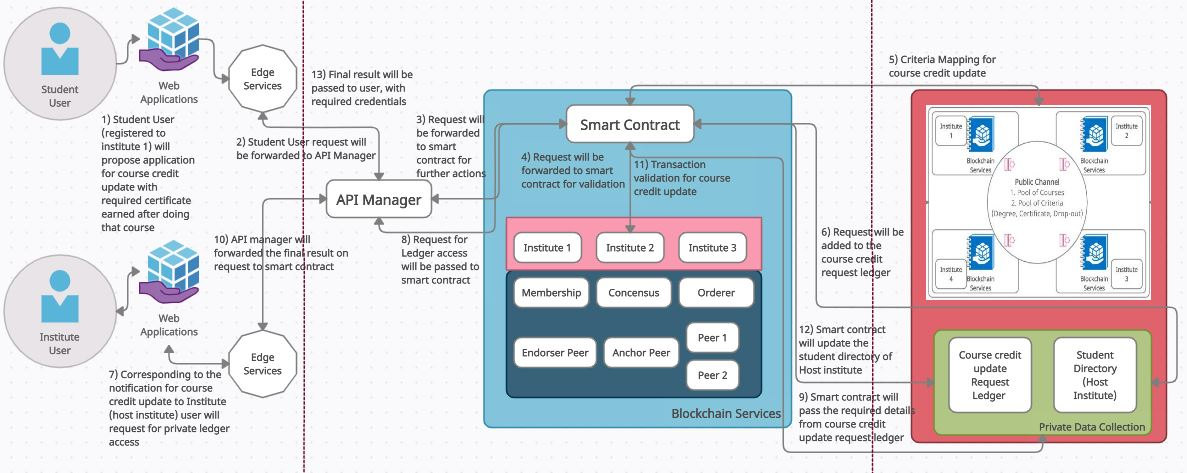 Student
User
Web
Applications
Edge
Services
1) Student User
(registered to
institute 1) will
propose application
for course credit
update with
required certificate
earned after doing
that course
2) Student User request will
be forwarded to API Manager
13) Final result will be
passed to user, with
required credentials
3) Request will
be forwarded
to smart
contract for
further actions
API Manager
10) API manager will
forwarded the final result on
request to smart contract
8) Request for
Ledger access
will be passed to
smart contract
Institute
User
Web
Applications
Edge
Services
7) Corresponding to the
notification for course
credit update to Institute
(host institute) user will
request for private ledger
access
Smart Contract
4) Request will be
forwarded to smart
contract for validation
11) Transaction
validation for course
credit update
Institute 1
Institute 2
Institute 3
Membership
Concensus
Orderer
Endorser Peer
Anchor Peer
Peer 1
Peer 2
Blockchain Services
5) Criteria Mapping for
course credit update
6) Request will be
added to the
course credit
request ledger
12) Smart contract
will update the
student directory of
Host institute
9) Smart contract will
pass the required details
from course credit
update request ledger
Institute
1
Blockchain
Services
Institute
2
Blockchain
Services
Public Channel
1. Pool of Courses
2. Pool of Criteria
(Degree, Certificate, Drop-out)
Institute
4
Blockchain
Services
Institute
3
Blockchain
Services
Course credit
update
Request
Ledger
Student
Directory
(Host
Institute)
Private Data Collection